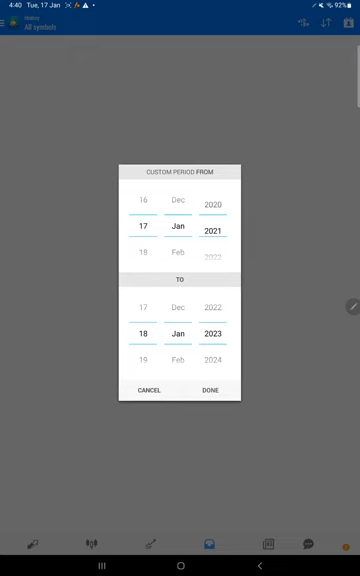 4:40 Tue, 17 Jan 92%
History
All symbols
CUSTOM PERIOD FROM
16 Dec 2020
17 Jan 2021
18 Feb 2022
TO
17 Dec 2022
18 Jan 2023
19 Feb 2024
CANCEL DONE